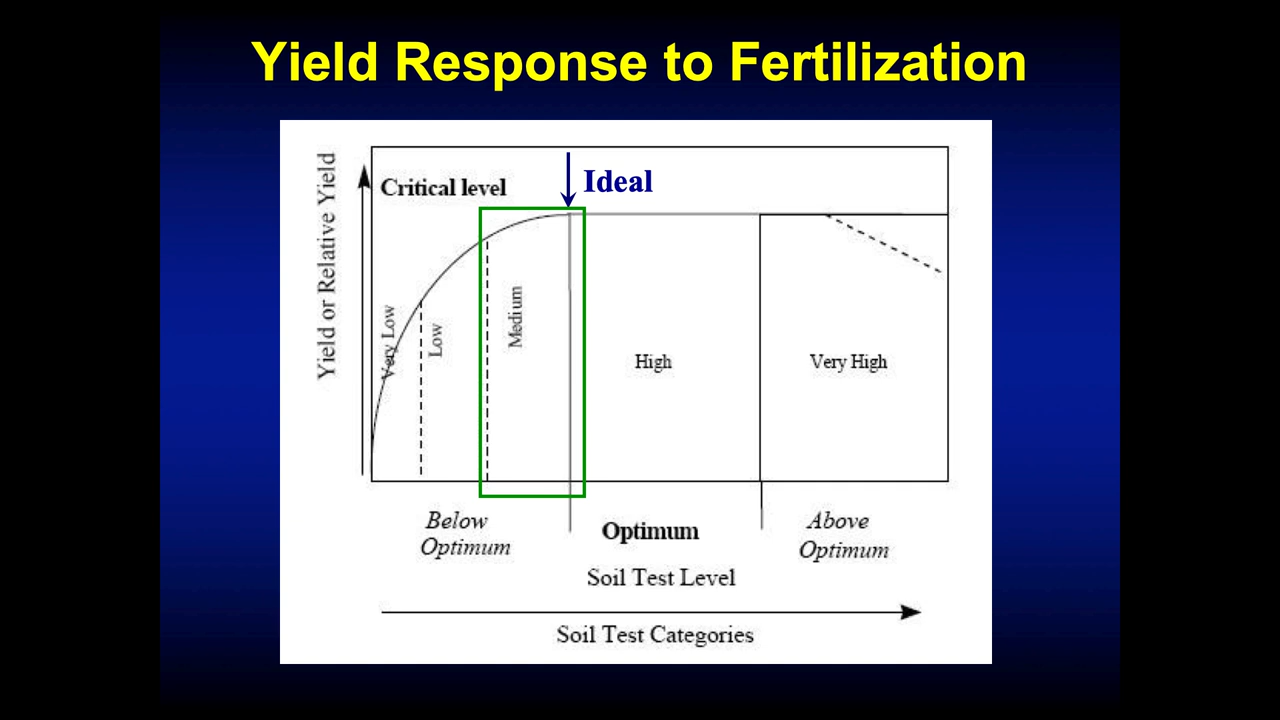 Yield Response to Fertilization
Yield or Relative Yield
Critical level
Ideal
Very Low
Low
Medium
High
Very High
Below
Optimum
Optimum
Above
Optimum
Soil Test Level
Soil Test Categories